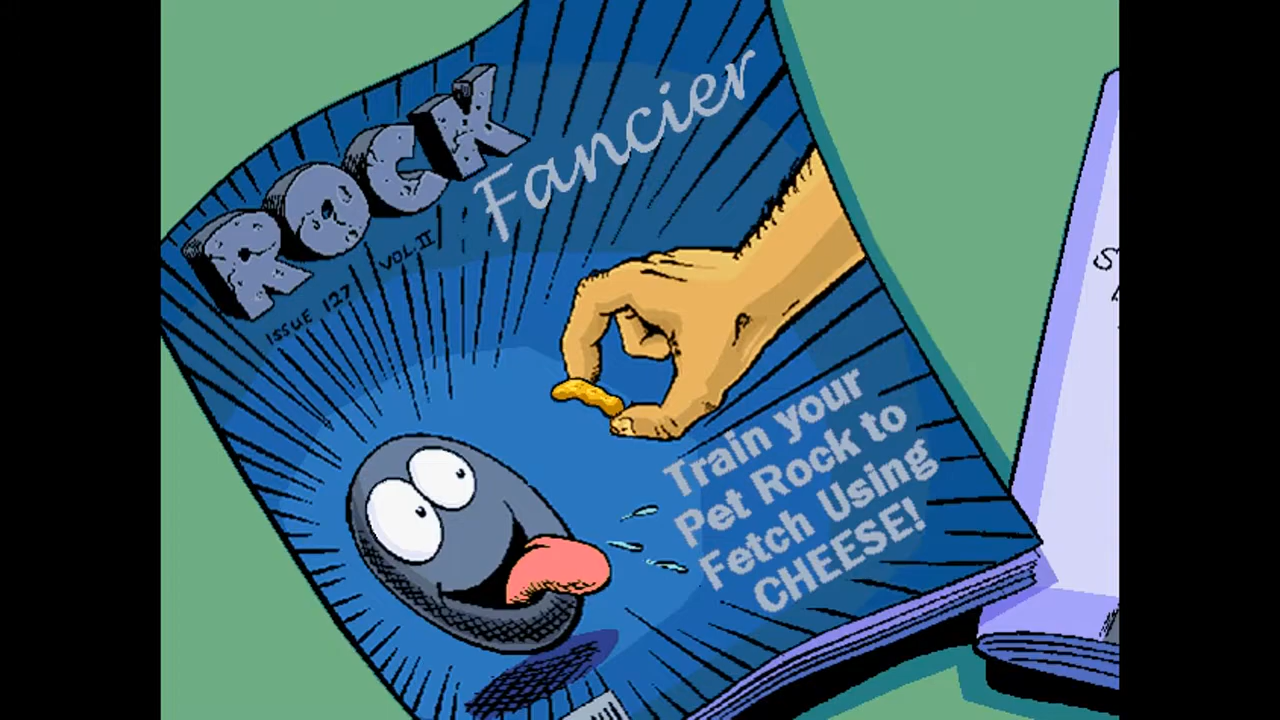 ROCK
Fancier
ISSUE 127 VOL.II
Train your
Pet Rock to
Fetch Using
CHEESE!